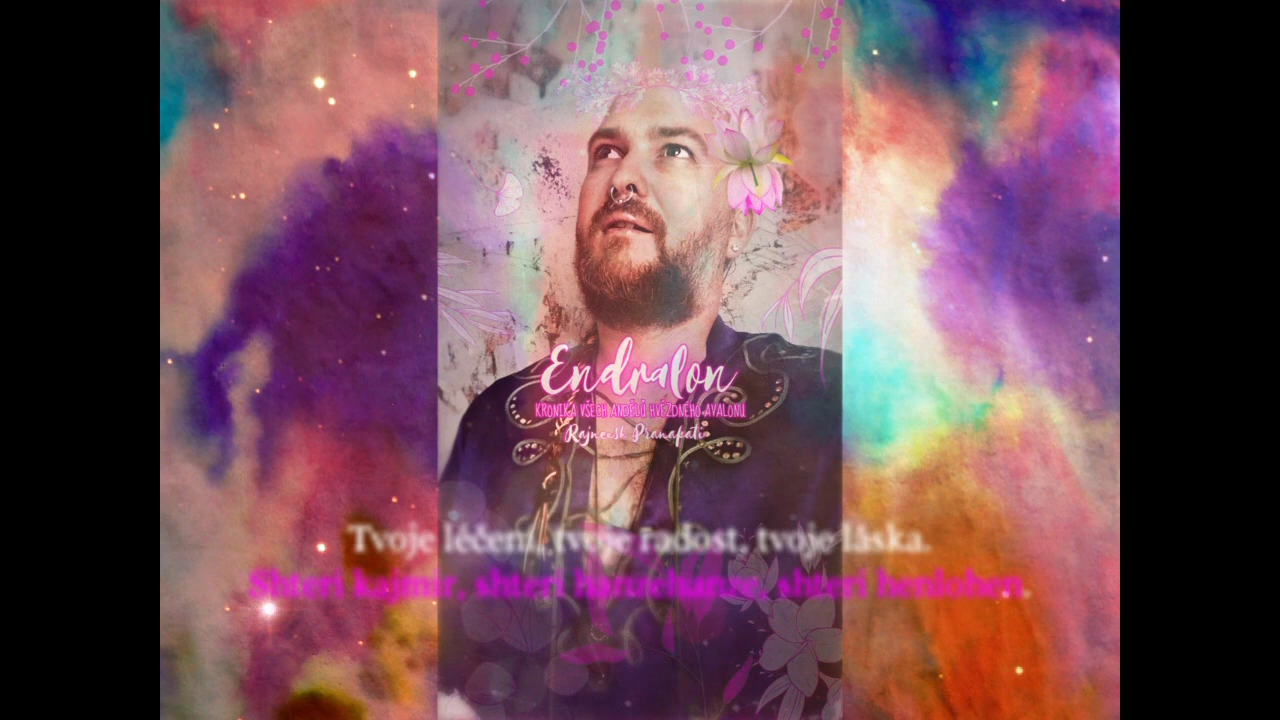 Endralon
KRONIKA VŠECH ANDĚLŮ HVĚZDNÉHO AVALONU
Rajneesh Pranapati
Tvoje léčení, tvoje radost, tvoje láska.
Shteri kajmir, shteri shteri henloben.